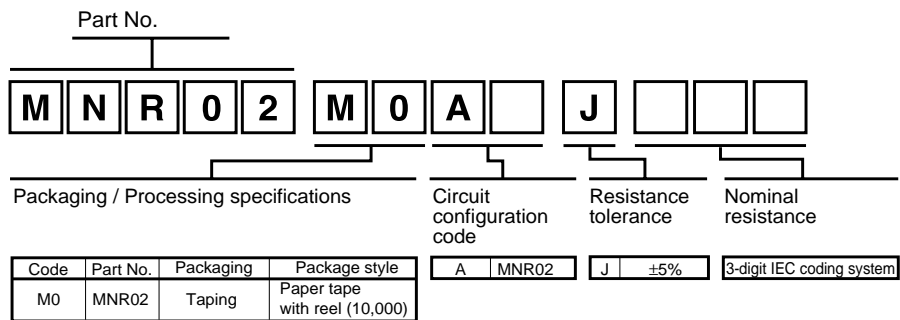 Part No.
M N R 0 2 M 0 A J
Packaging / Processing specifications
Circuit configuration code
Resistance tolerance
Nominal resistance
Code Part No. Packaging Package style
M0 MNR02 Taping Paper tape with reel (10,000)
A MNR02
J ±5%
3-digit IEC coding system